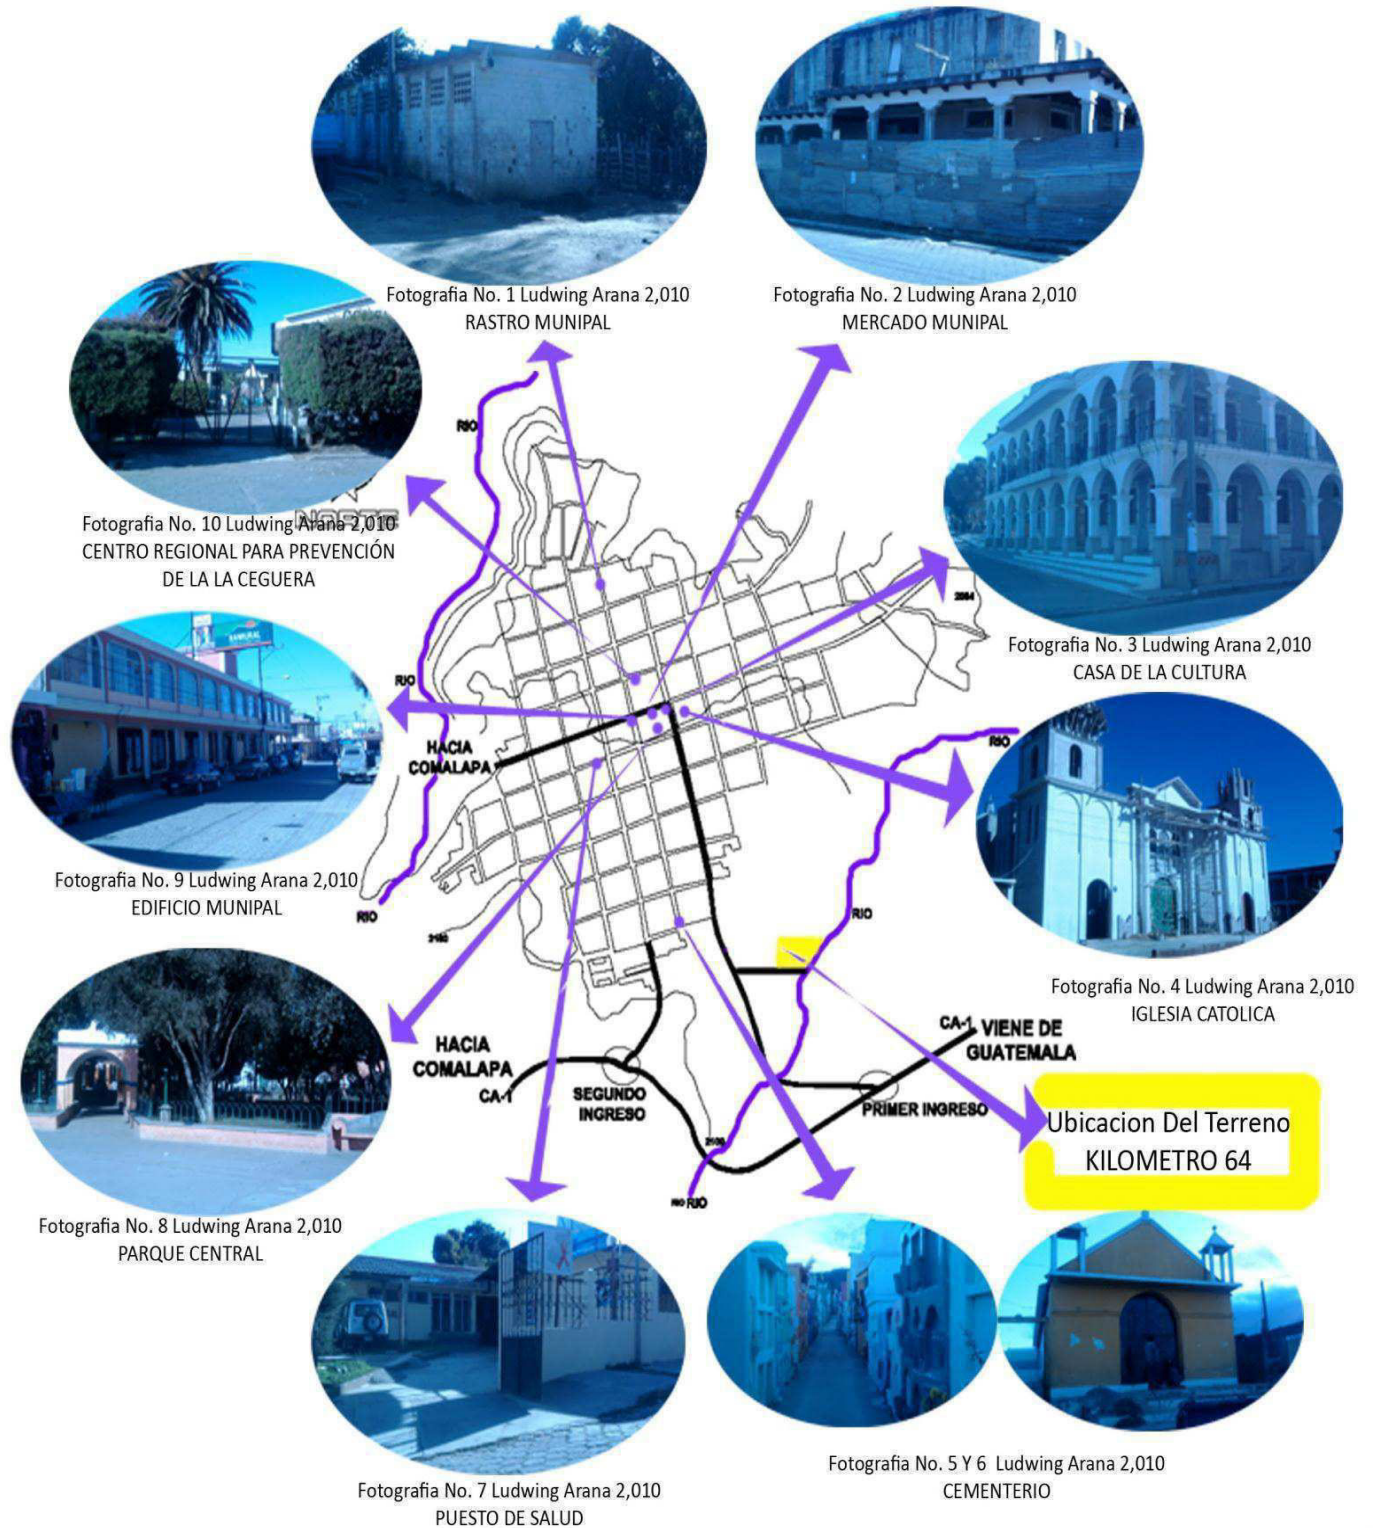 Fotografia No. 1 Ludwing Arana 2,010
RASTRO MUNIPAL
Fotografia No. 2 Ludwing Arana 2,010
MERCADO MUNIPAL
RIO
NORTE
Fotografia No. 10 Ludwing Arana 2,010
CENTRO REGIONAL PARA PREVENCIÓN
DE LA LA CEGUERA
Fotografia No. 3 Ludwing Arana 2,010
CASA DE LA CULTURA
RIO
HACIA
COMALAPA
RIO
Fotografia No. 9 Ludwing Arana 2,010
EDIFICIO MUNIPAL
RIO
RIO
Fotografia No. 4 Ludwing Arana 2,010
IGLESIA CATOLICA
HACIA
COMALAPA
CA-1
CA-1 VIENE DE
GUATEMALA
SEGUNDO
INGRESO
PRIMER INGRESO
Ubicacion Del Terreno
KILOMETRO 64
RIO RIO
Fotografia No. 8 Ludwing Arana 2,010
PARQUE CENTRAL
Fotografia No. 5 Y 6 Ludwing Arana 2,010
CEMENTERIO
Fotografia No. 7 Ludwing Arana 2,010
PUESTO DE SALUD